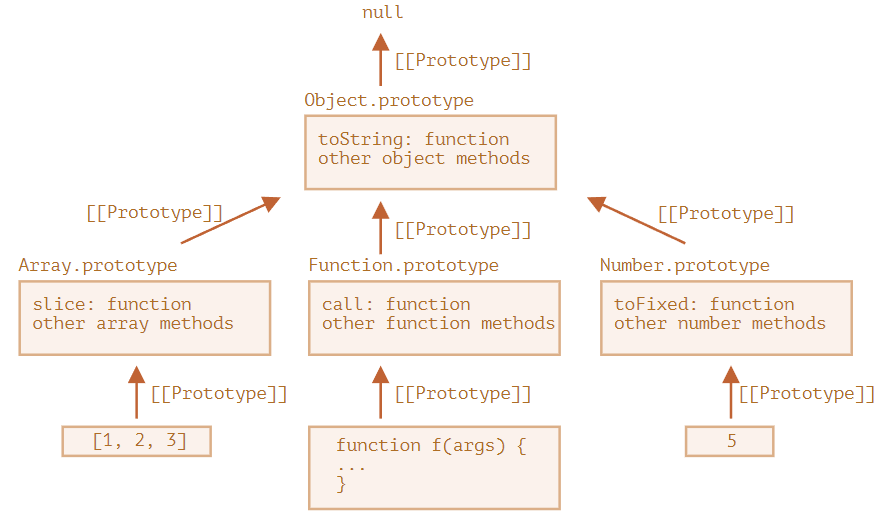 null
[[Prototype]]
Object.prototype
toString: function
other object methods
[[Prototype]]
[[Prototype]]
[[Prototype]]
Array.prototype
slice: function
other array methods
Function.prototype
call: function
other function methods
Number.prototype
toFixed: function
other number methods
[[Prototype]]
[[Prototype]]
[[Prototype]]
[1, 2, 3]
function f(args) {
...
}
5